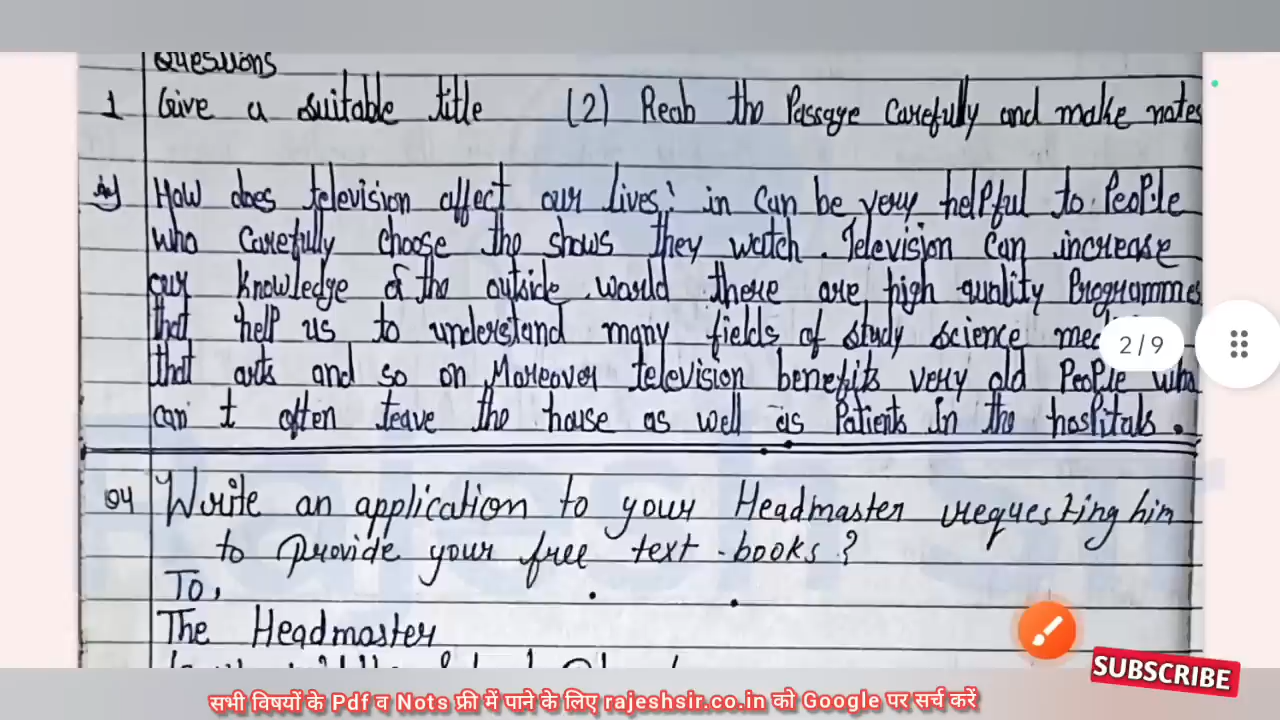 Questions
1 Give a suitable title (2) Reab the Passgye carefully and make notes
How does television affect our lives? in can be very helpful to People
who carefully choose the shows they watch. Television can increase
our knowledge of the outside world there are high quality Programmes
that help us to understand many fields of study science
that arts and so on Moreover television benefits very old People who
can't often teave the house as well as Patients In the hospitals.
2/9
Q4 Write an application to your Headmaster requesting him
to provide your free text-books?
To,
The Headmaster
SUBSCRIBE
सभी विषयों के Pdf व Nots फ्री में पाने के लिए rajeshsir.co.in को Google पर सर्च करें